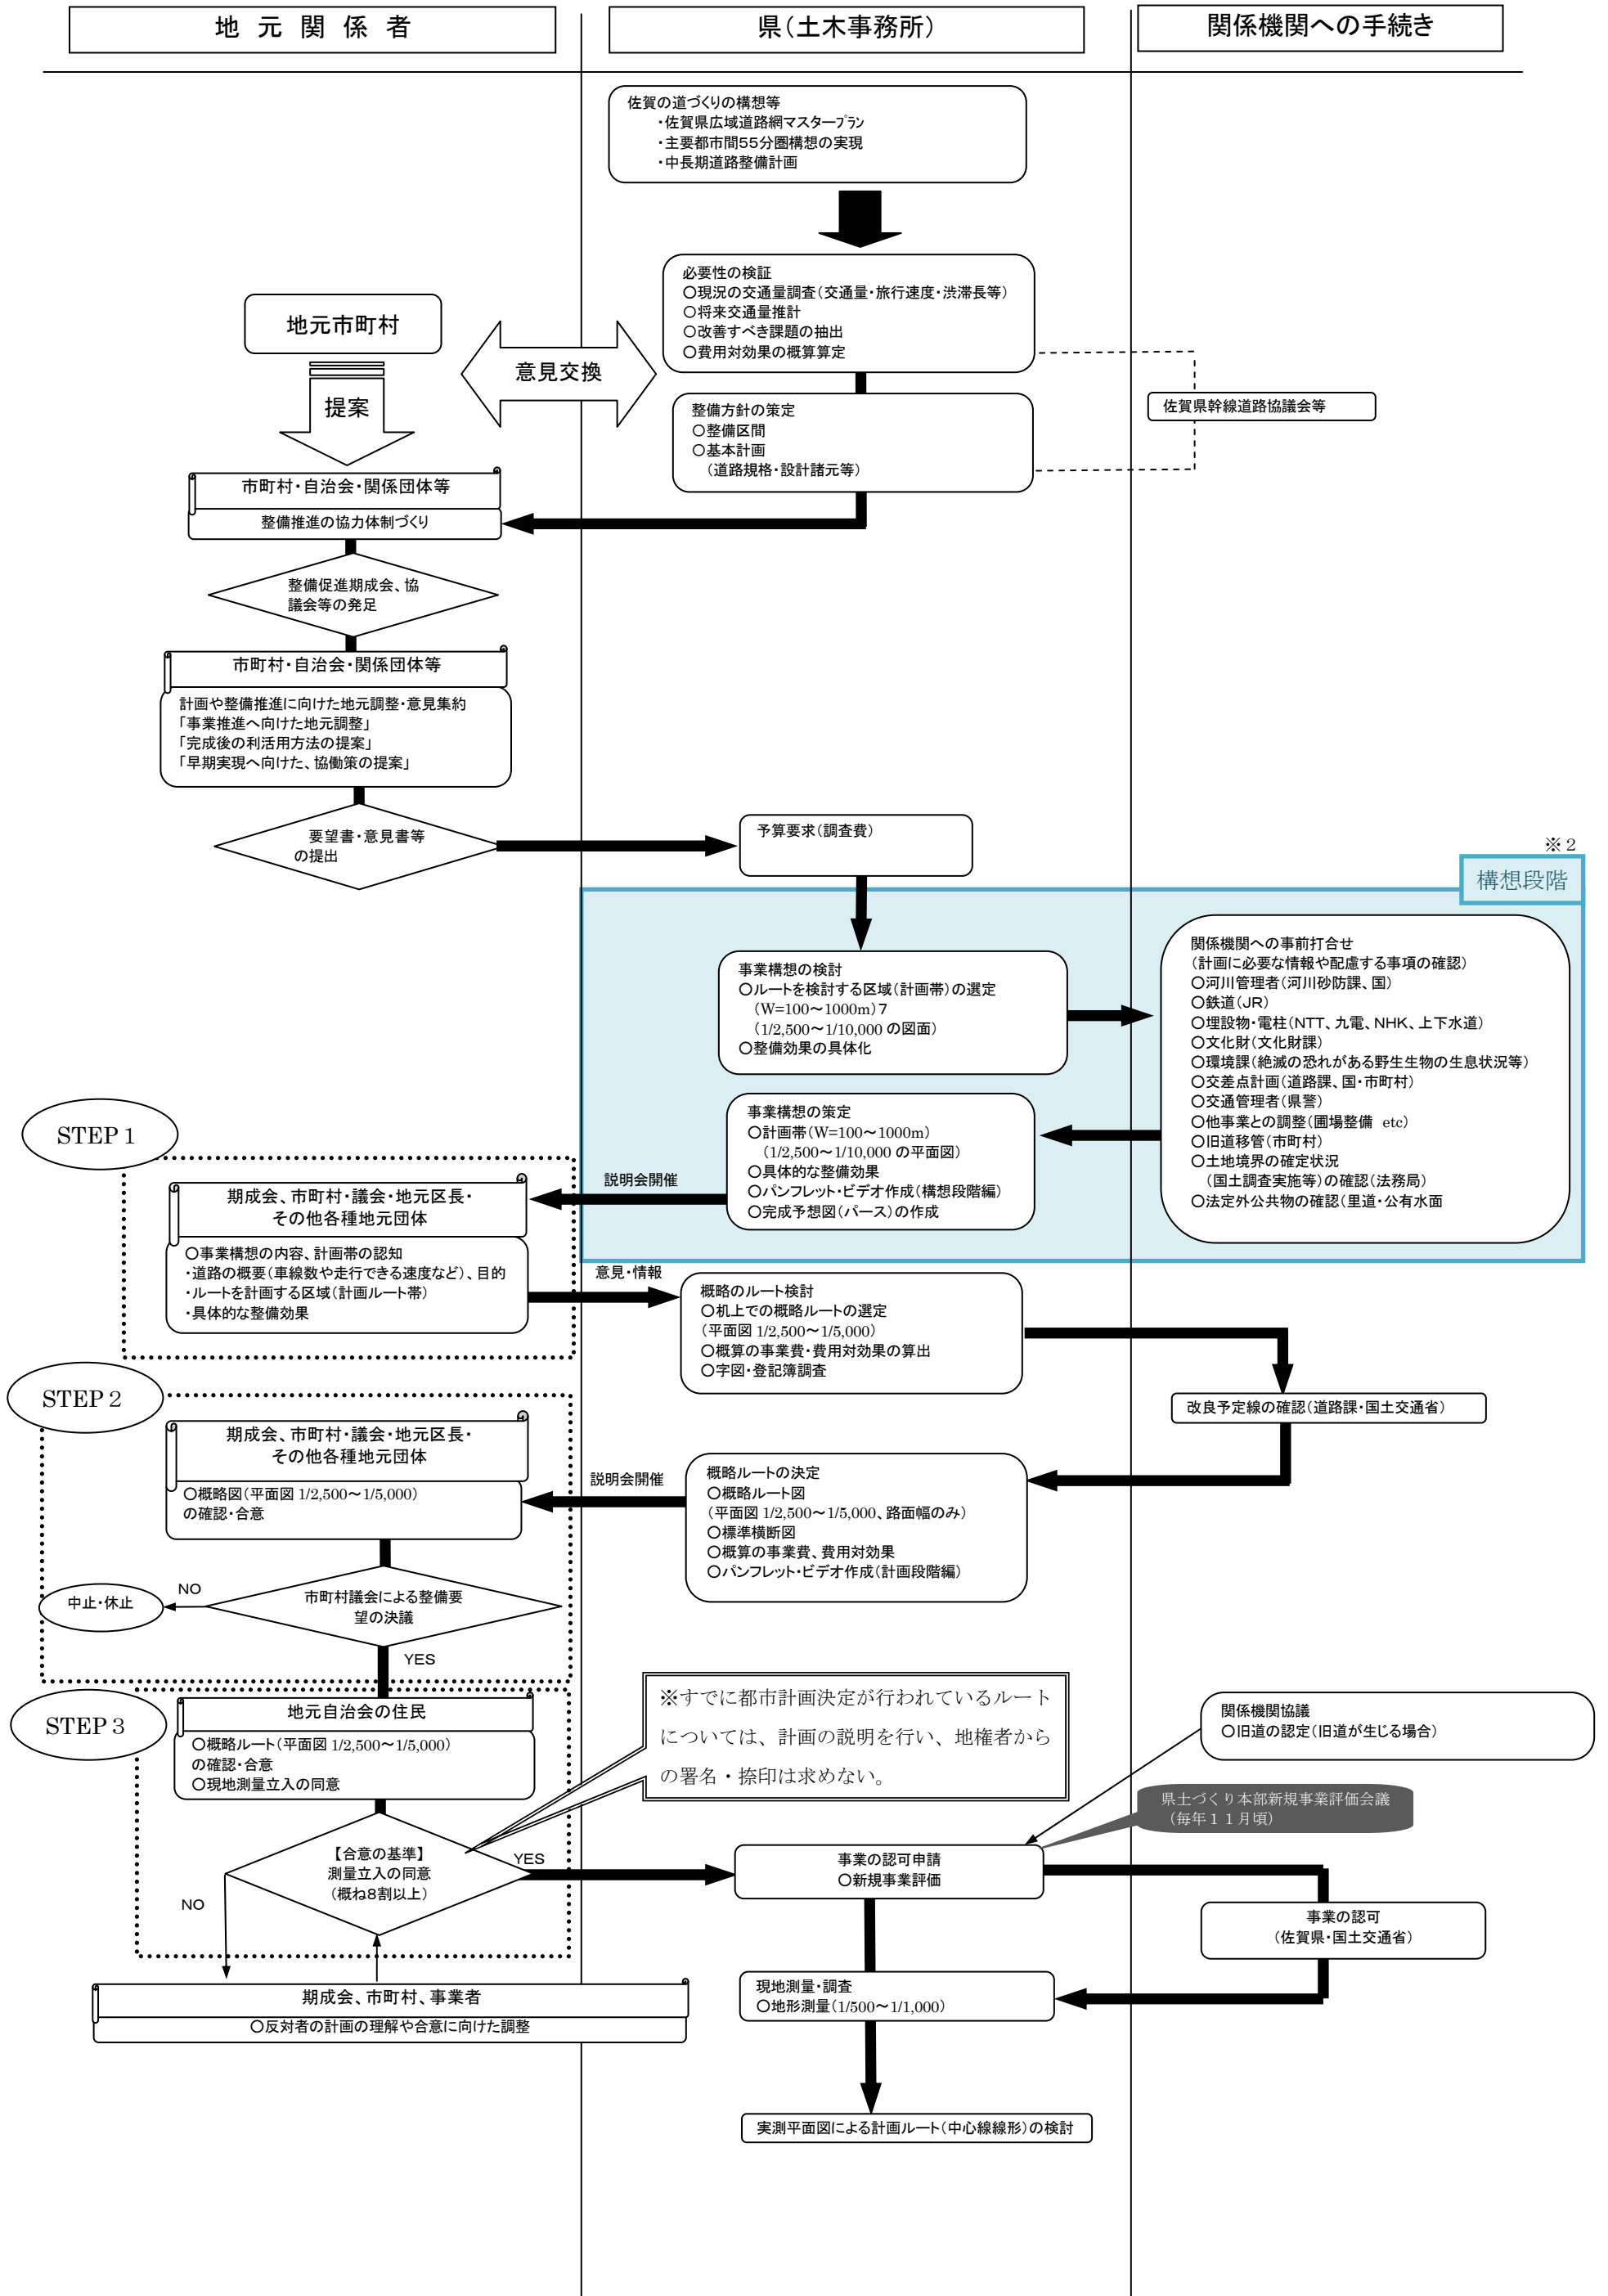 地 元 関 係 者
県（土木事務所）
関係機関への手続き
佐賀の道づくりの構想等
・佐賀県広域道路網マスタープラン
・主要都市間５５分圏構想の実現
・中長期道路整備計画
必要性の検証
○現況の交通量調査（交通量・旅行速度・渋滞長等）
○将来交通量推計
○改善すべき課題の抽出
○費用対効果の概算算定
地元市町村
意見交換
提案
佐賀県幹線道路協議会等
整備方針の策定
○整備区間
○基本計画
（道路規格・設計諸元等）
市町村・自治会・関係団体等
整備推進の協力体制づくり
整備促進期成会、協
議会等の発足
市町村・自治会・関係団体等
計画や整備推進に向けた地元調整・意見集約
「事業推進へ向けた地元調整」
「完成後の利活用方法の提案」
「早期実現へ向けた、協働策の提案」
要望書・意見書等
の提出
予算要求（調査費）
※２
構想段階
事業構想の検討
○ルートを検討する区域（計画帯）の選定
（W=100～1000m）７
（1/2,500～1/10,000 の図面）
○整備効果の具体化
関係機関への事前打合せ
（計画に必要な情報や配慮する事項の確認）
○河川管理者（河川砂防課、国）
○鉄道（ＪＲ）
○埋設物・電柱（ＮＴＴ、九電、ＮＨＫ、上下水道）
○文化財（文化財課）
○環境課（絶滅の恐れがある野生生物の生息状況等）
○交差点計画（道路課、国・市町村）
○交通管理者（県警）
○他事業との調整（圃場整備 etc）
○旧道移管（市町村）
○土地境界の確定状況
（国土調査実施等）の確認（法務局）
○法定外公共物の確認（里道・公有水面
事業構想の策定
○計画帯（W=100～1000m）
（1/2,500～1/10,000 の平面図）
○具体的な整備効果
○パンフレット・ビデオ作成（構想段階編）
○完成予想図（パース）の作成
STEP１
説明会開催
期成会、市町村・議会・地元区長・
その他各種地元団体
○事業構想の内容、計画帯の認知
・道路の概要（車線数や走行できる速度など）、目的
・ルートを計画する区域（計画ルート帯）
・具体的な整備効果
意見・情報
概略のルート検討
○机上での概略ルートの選定
（平面図 1/2,500～1/5,000）
○概算の事業費・費用対効果の算出
○字図・登記簿調査
改良予定線の確認（道路課・国土交通省）
STEP２
期成会、市町村・議会・地元区長・
その他各種地元団体
○概略図（平面図 1/2,500～1/5,000）
の確認・合意
説明会開催
概略ルートの決定
○概略ルート図
（平面図 1/2,500～1/5,000、路面幅のみ）
○標準横断図
○概算の事業費、費用対効果
○パンフレット・ビデオ作成（計画段階編）
市町村議会による整備要
望の決議
NO
中止・休止
YES
STEP３
地元自治会の住民
○概略ルート（平面図 1/2,500～1/5,000）
の確認・合意
○現地測量立入の同意
※すでに都市計画決定が行われているルート
については、計画の説明を行い、地権者から
の署名・捺印は求めない。
関係機関協議
○旧道の認定（旧道が生じる場合）
県土づくり本部新規事業評価会議
（毎年１１月頃）
【合意の基準】
測量立入の同意
（概ね８割以上）
YES
NO
事業の認可申請
○新規事業評価
事業の認可
（佐賀県・国土交通省）
期成会、市町村、事業者
○反対者の計画の理解や合意に向けた調整
現地測量・調査
○地形測量（1/500～1/1,000）
実測平面図による計画ルート（中心線線形）の検討